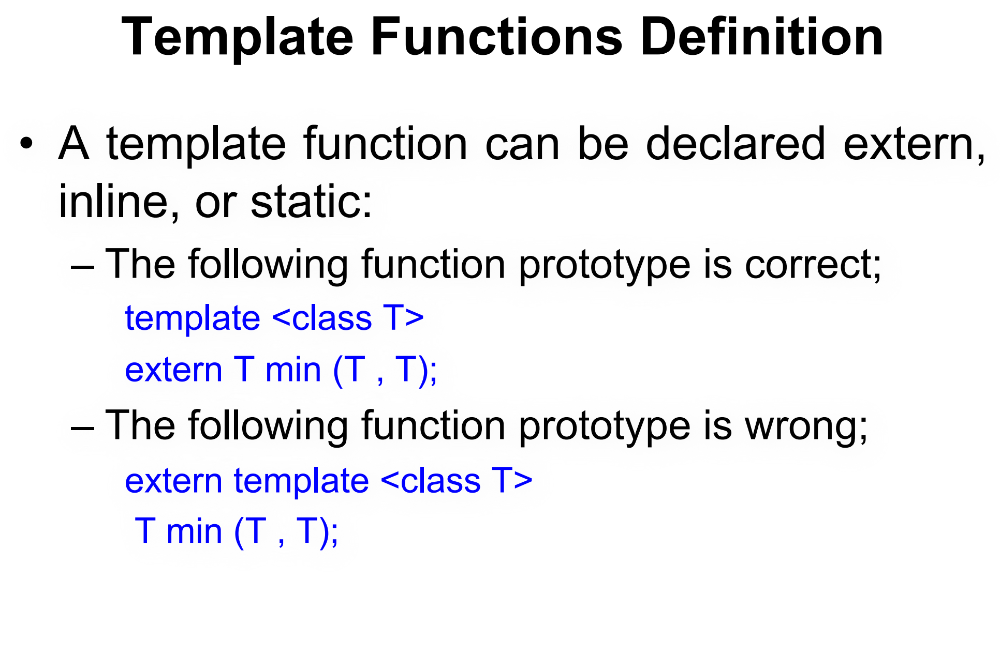 Template Functions Definition
• A template function can be declared extern,
inline, or static:
– The following function prototype is correct;
template <class T>
extern T min (T , T);
– The following function prototype is wrong;
extern template <class T>
T min (T , T);